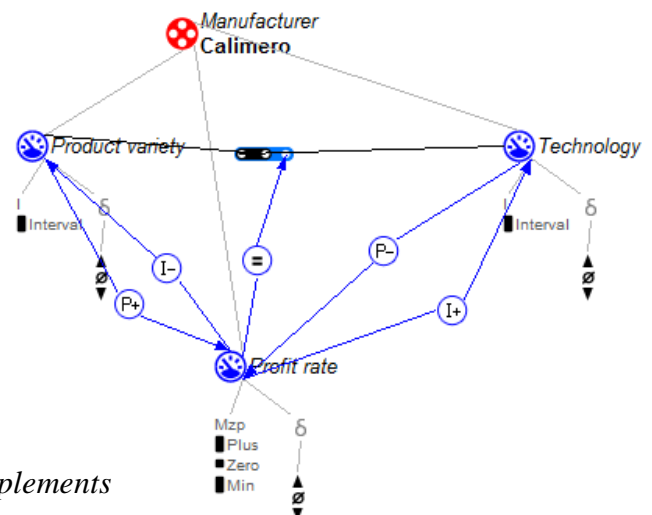 Manufacturer
Calimero
Product variety
Technology
I
Interval
δ
I
Interval
δ
ø
ø
I-
=
P-
P+
I+
Profit rate
Mzp
Plus
Zero
Min
δ
ø
plements